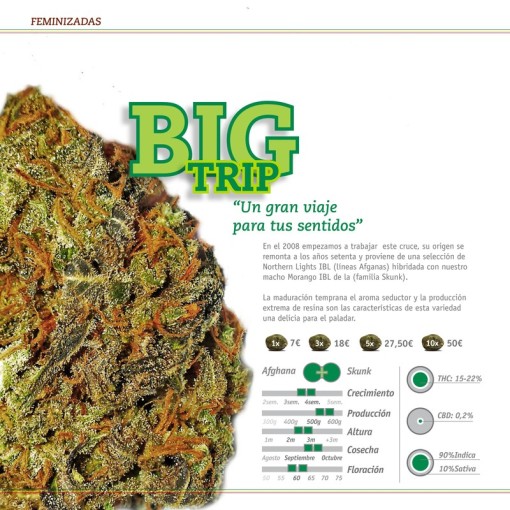 FEMINIZADAS
BIG
TRIP
“Un gran viaje
para tus sentidos”
En el 2008 empezamos a trabajar este cruce, su origen se
remonta a los años setenta y proviene de una selección de
Northern Lights IBL (lineas Afganas) hibridada con nuestro
macho Morango IBL de la (familia Skunk).
La maduración temprana el aroma seductor y la producción
extrema de resina son las caracteristicas de esta variedad
una delicia para el paladar.
1x 7€ 3x 18€ 5x 27,50€ 10x 50€
Afghana Skunk
Crecimiento
2sem. 3sem. 4sem. 5sem.
Producción
300g 400g 500g 600g
Altura
1m 2m 3m +3m
Cosecha
Agosto Septiembre Octubre
Floración
50 55 60 65 70 75
THC: 15-22%
CBD: 0,2%
90%Indica
10%Sativa